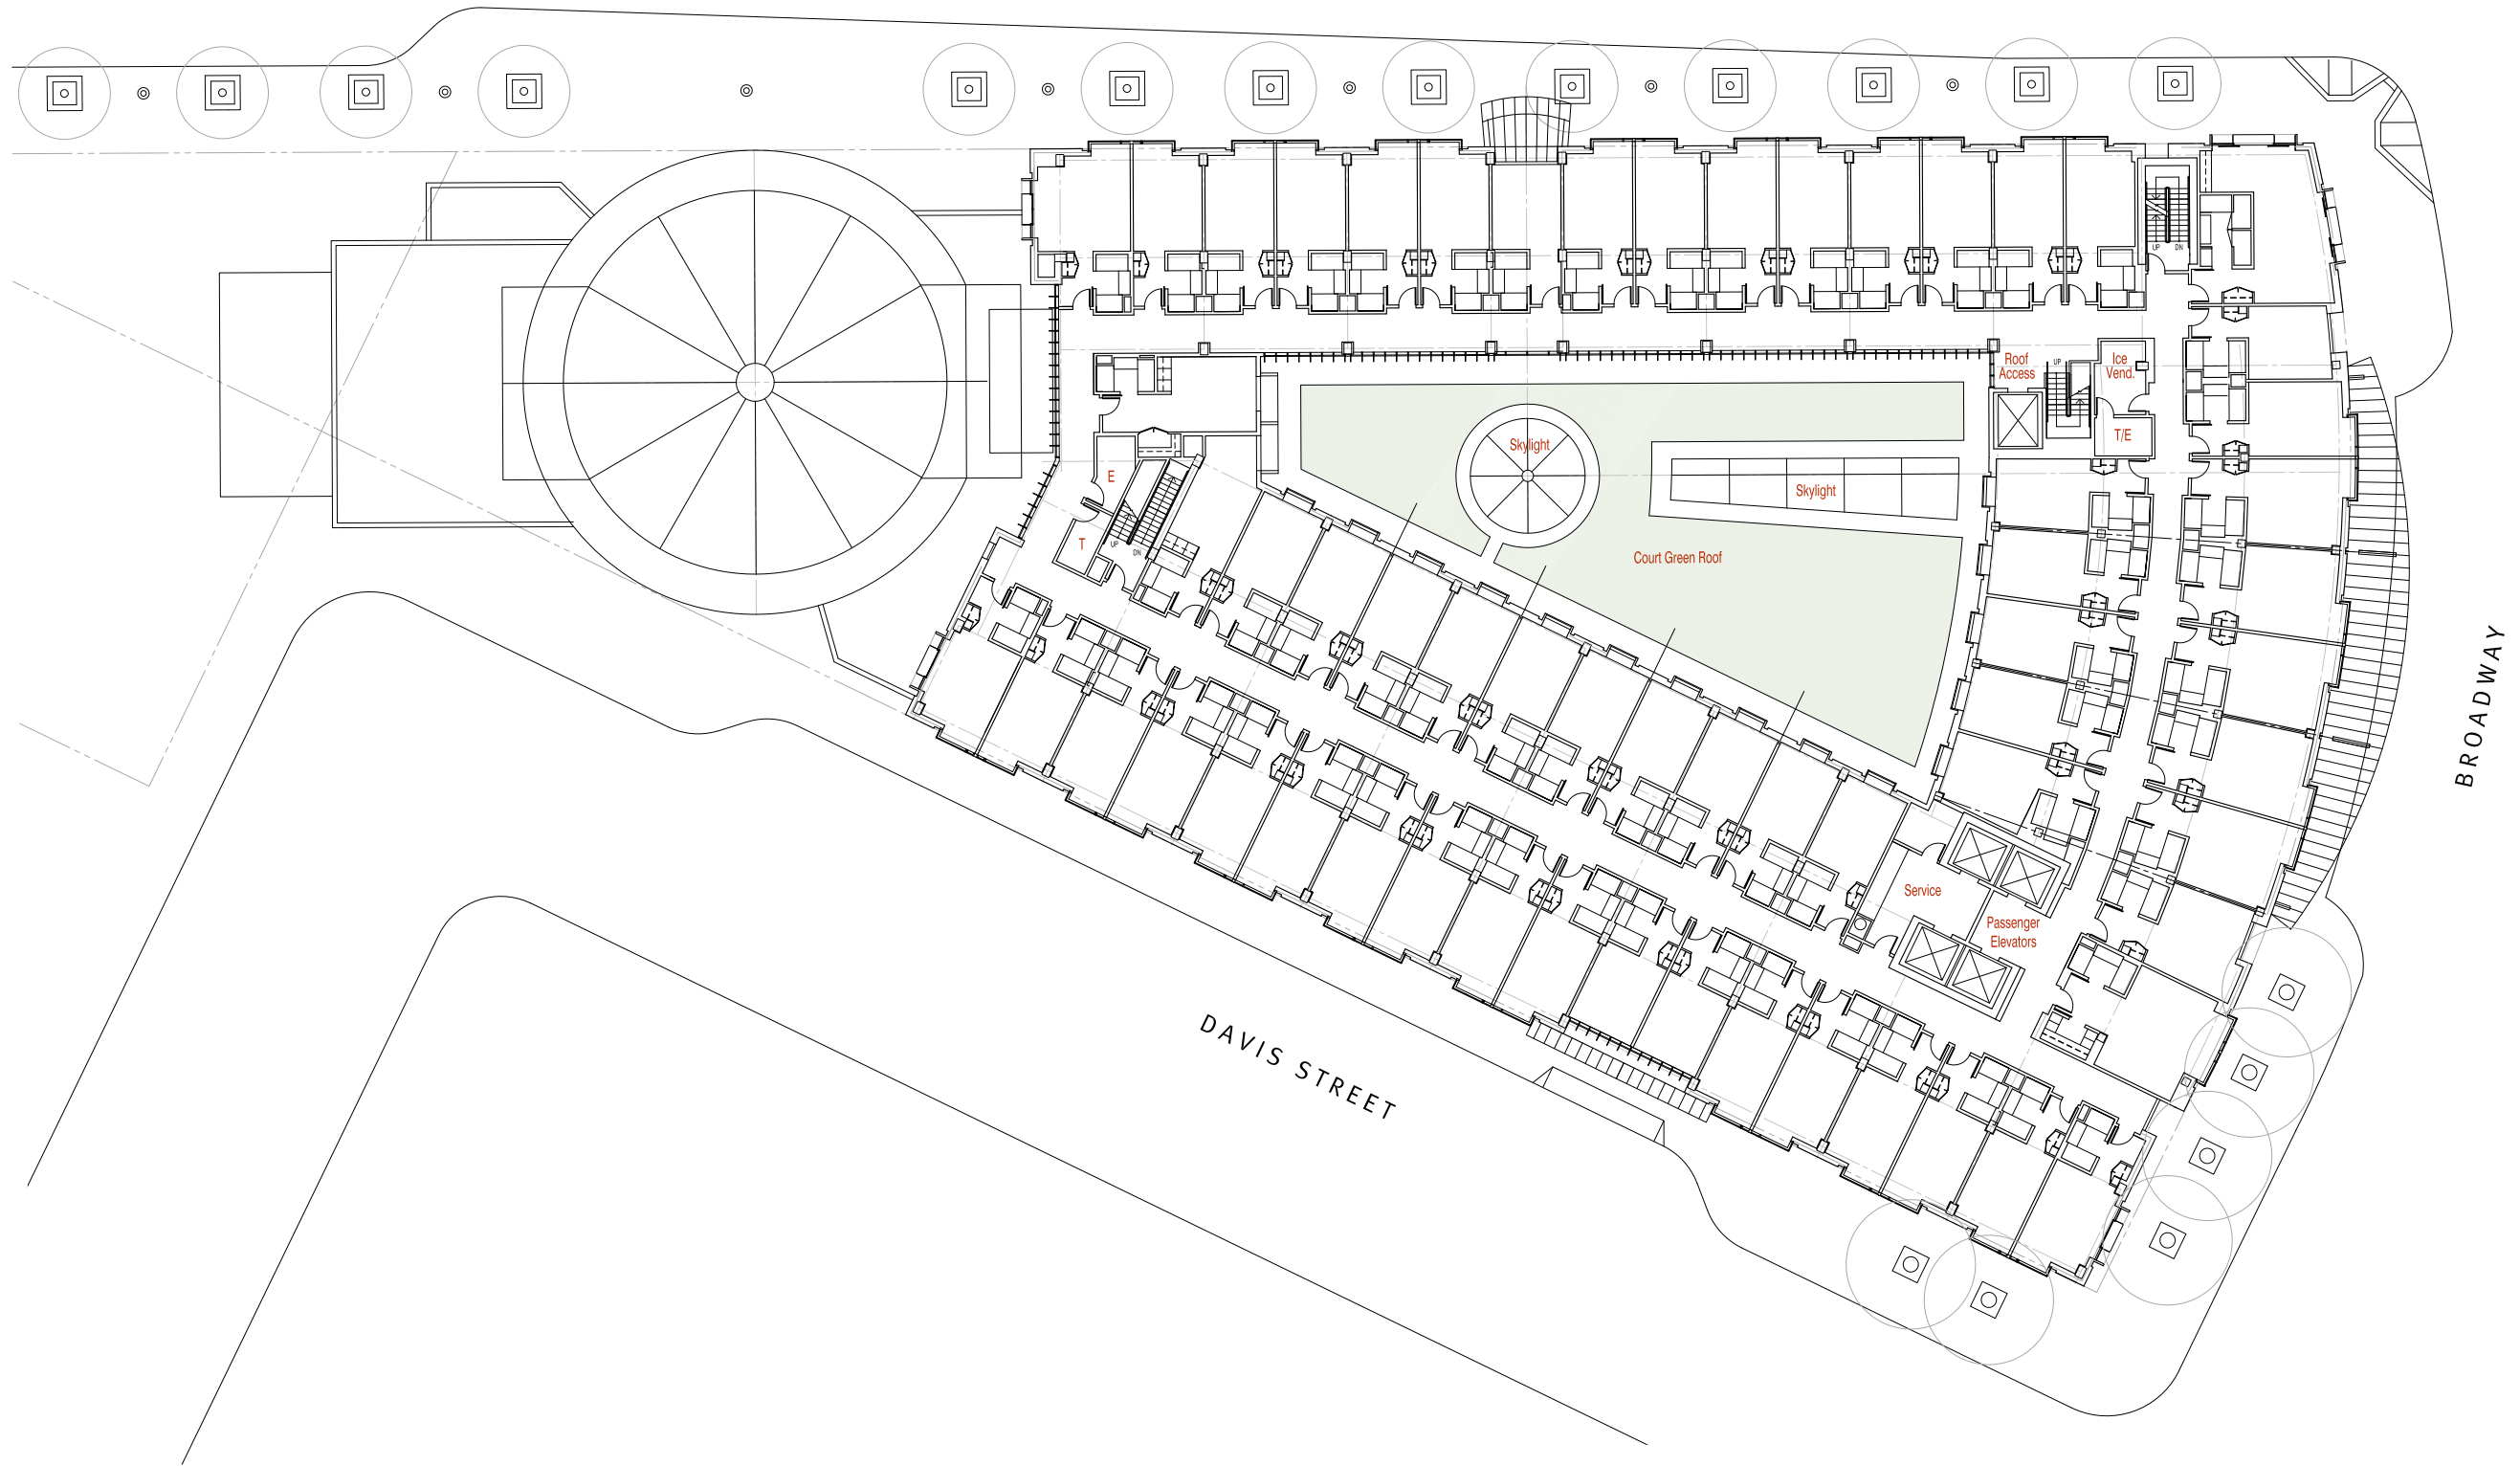 UP
DN
Roof
Access
UP
Ice
Vend.
T/E
Skylight
Skylight
E
T
UP
DN
Court Green Roof
BROADWAY
Service
Passenger
Elevators
DAVIS STREET